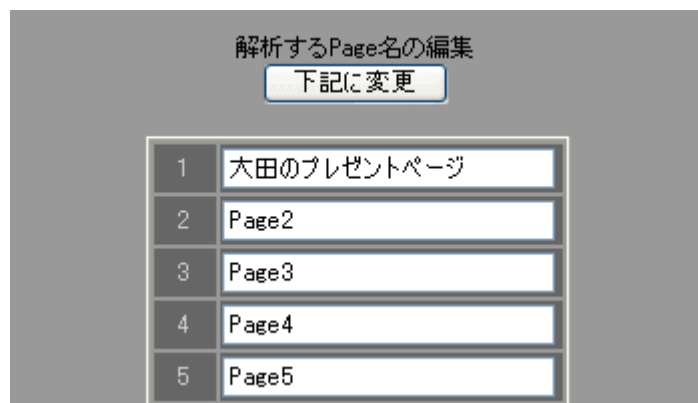 解析するPage名の編集
下記に変更
1 大田のプレゼントページ
2 Page2
3 Page3
4 Page4
5 Page5